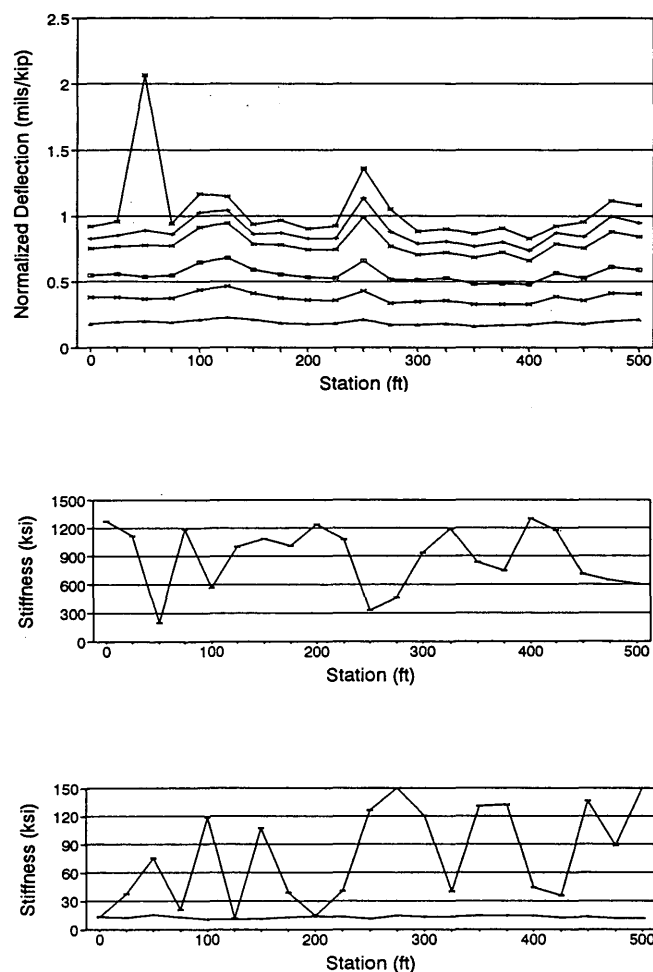 Normalized Deflection (mils/kip)
2.5
2
1.5
1
0.5
0
0 100 200 300 400 500
Station (ft)
Stiffness (ksi)
1500
1200
900
600
300
0
0 100 200 300 400 500
Station (ft)
Stiffness (ksi)
150
120
90
60
30
0
0 100 200 300 400 500
Station (ft)